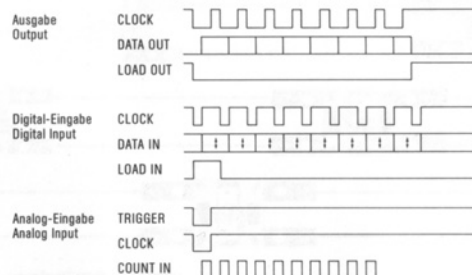 Ausgabe
Output
CLOCK
DATA OUT
LOAD OUT
Digital-Eingabe
Digital Input
CLOCK
DATA IN
LOAD IN
Analog-Eingabe
Analog Input
TRIGGER
CLOCK
COUNT IN